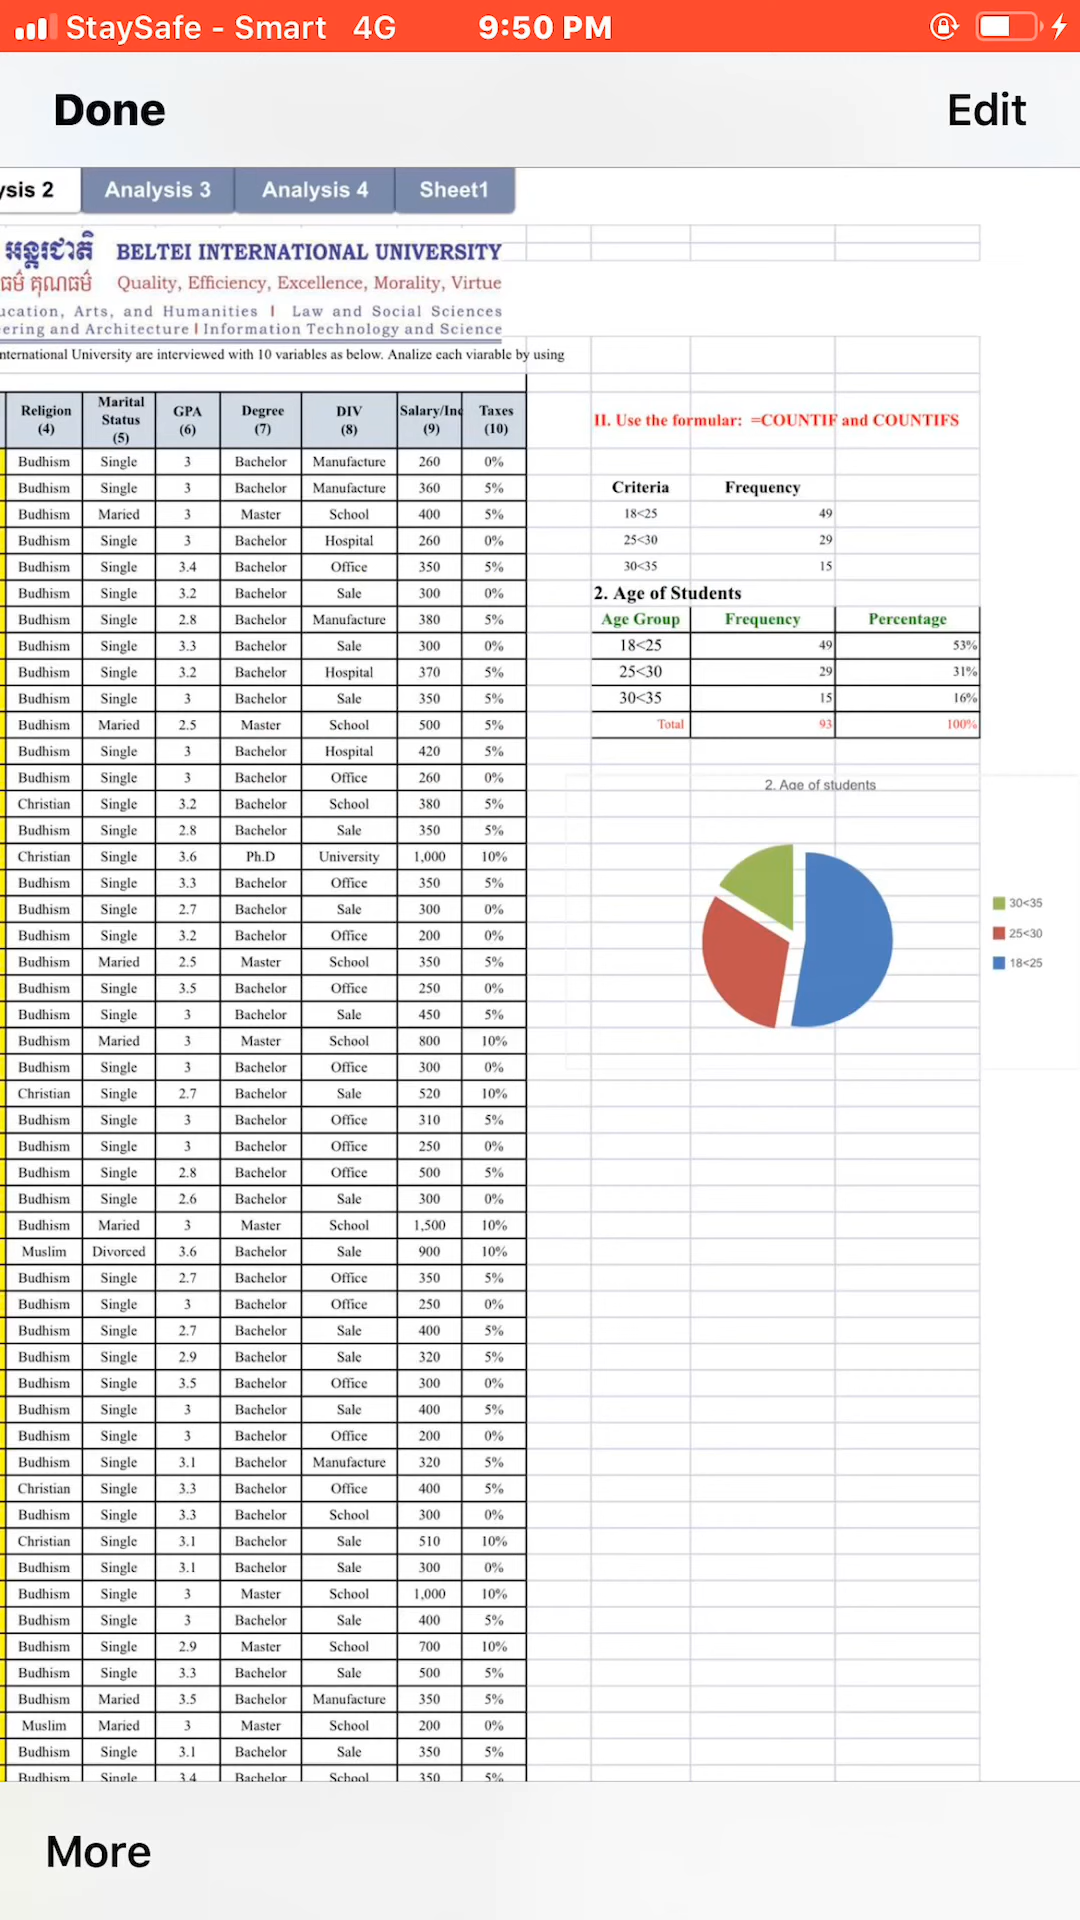 StaySafe - Smart 4G 9:50 PM
Done Edit
ysis 2 Analysis 3 Analysis 4 Sheet1
អន្តរជាតិ BELTEI INTERNATIONAL UNIVERSITY
ធម៌ គុណធម៌ Quality, Efficiency, Excellence, Morality, Virtue
ucation, Arts, and Humanities I Law and Social Sciences
ering and Architecture I Information Technology and Science
nternational University are interviewed with 10 variables as below. Analize each viarable by using
Religion (4) Marital Status (5) GPA (6) Degree (7) DIV (8) Salary/Inc (9) Taxes (10)
Budhism Single 3 Bachelor Manufacture 260 0%
Budhism Single 3 Bachelor Manufacture 360 5%
Budhism Maried 3 Master School 400 5%
Budhism Single 3 Bachelor Hospital 260 0%
Budhism Single 3.4 Bachelor Office 350 5%
Budhism Single 3.2 Bachelor Sale 300 0%
Budhism Single 2.8 Bachelor Manufacture 380 5%
Budhism Single 3.3 Bachelor Sale 300 0%
Budhism Single 3.2 Bachelor Hospital 370 5%
Budhism Single 3 Bachelor Sale 350 5%
Budhism Maried 2.5 Master School 500 5%
Budhism Single 3 Bachelor Hospital 420 5%
Budhism Single 3 Bachelor Office 260 0%
Christian Single 3.2 Bachelor School 380 5%
Budhism Single 2.8 Bachelor Sale 350 5%
Christian Single 3.6 Ph.D University 1,000 10%
Budhism Single 3.3 Bachelor Office 350 5%
Budhism Single 2.7 Bachelor Sale 300 0%
Budhism Single 3.2 Bachelor Office 200 0%
Budhism Maried 2.5 Master School 350 5%
Budhism Single 3.5 Bachelor Office 250 0%
Budhism Single 3 Bachelor Sale 450 5%
Budhism Maried 3 Master School 800 10%
Budhism Single 3 Bachelor Office 300 0%
Christian Single 2.7 Bachelor Sale 520 10%
Budhism Single 3 Bachelor Office 310 5%
Budhism Single 3 Bachelor Office 250 0%
Budhism Single 2.8 Bachelor Office 500 5%
Budhism Single 2.6 Bachelor Sale 300 0%
Budhism Maried 3 Master School 1,500 10%
Muslim Divorced 3.6 Bachelor Sale 900 10%
Budhism Single 2.7 Bachelor Office 350 5%
Budhism Single 3 Bachelor Office 250 0%
Budhism Single 2.7 Bachelor Sale 400 5%
Budhism Single 2.9 Bachelor Sale 320 5%
Budhism Single 3.5 Bachelor Office 300 0%
Budhism Single 3 Bachelor Sale 400 5%
Budhism Single 3 Bachelor Office 200 0%
Budhism Single 3.1 Bachelor Manufacture 320 5%
Christian Single 3.3 Bachelor Office 400 5%
Budhism Single 3.3 Bachelor School 300 0%
Christian Single 3.1 Bachelor Sale 510 10%
Budhism Single 3.1 Bachelor Sale 300 0%
Budhism Single 3 Master School 1,000 10%
Budhism Single 3 Bachelor Sale 400 5%
Budhism Single 2.9 Master School 700 10%
Budhism Single 3.3 Bachelor Sale 500 5%
Budhism Maried 3.5 Bachelor Manufacture 350 5%
Muslim Maried 3 Master School 200 0%
Budhism Single 3.1 Bachelor Sale 350 5%
Budhism Single 3.4 Bachelor School 350 5%
II. Use the formular: =COUNTIF and COUNTIFS
Criteria Frequency
18<25 49
25<30 29
30<35 15
2. Age of Students
Age Group Frequency Percentage
18<25 49 53%
25<30 29 31%
30<35 15 16%
Total 93 100%
2. Age of students
30<35
25<30
18<25
More